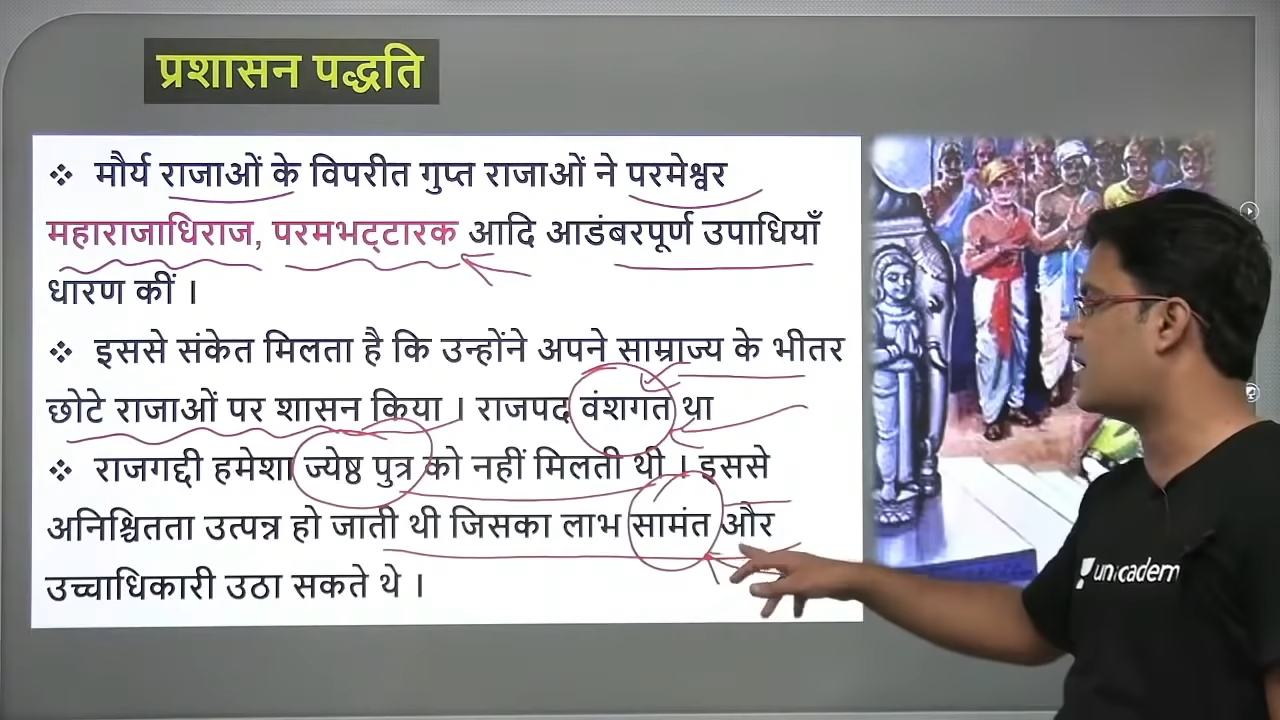 प्रशासन पद्धति
❖ मौर्य राजाओं के विपरीत गुप्त राजाओं ने परमेश्वर
महाराजाधिराज, परमभट्टारक आदि आडंबरपूर्ण उपाधियाँ
धारण कीं ।
❖ इससे संकेत मिलता है कि उन्होंने अपने साम्राज्य के भीतर
छोटे राजाओं पर शासन किया । राजपद वंशगत था
❖ राजगद्दी हमेशा ज्येष्ठ पुत्र को नहीं मिलती थी । इससे
अनिश्चितता उत्पन्न हो जाती थी जिसका लाभ सामंत और
उच्चाधिकारी उठा सकते थे ।
unacademy